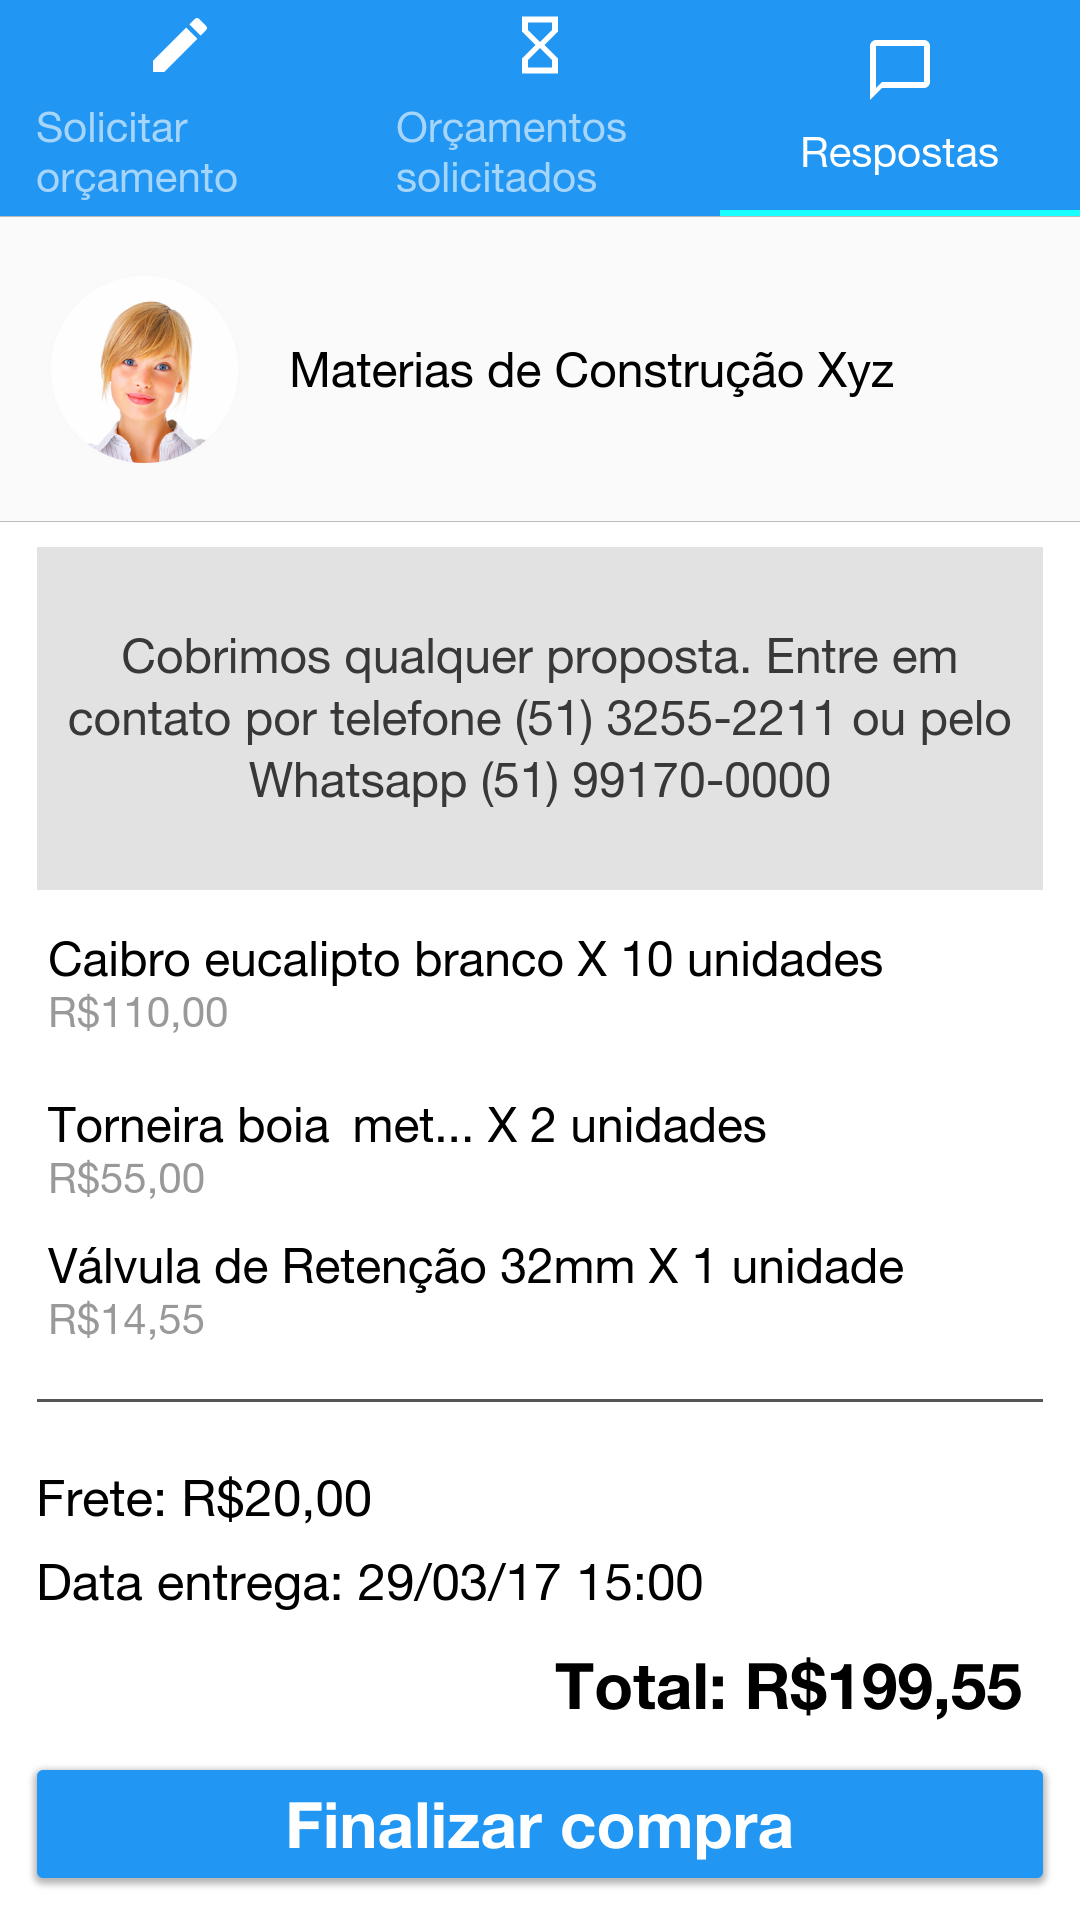 Solicitar
orçamento
Orçamentos
solicitados
Respostas
Materias de Construção Xyz
Cobrimos qualquer proposta. Entre em
contato por telefone (51) 3255-2211 ou pelo
Whatsapp (51) 99170-0000
Caibro eucalipto branco X 10 unidades
R$110,00
Torneira boia  met... X 2 unidades
R$55,00
Válvula de Retenção 32mm X 1 unidade
R$14,55
Frete: R$20,00
Data entrega: 29/03/17 15:00
Total: R$199,55
Finalizar compra